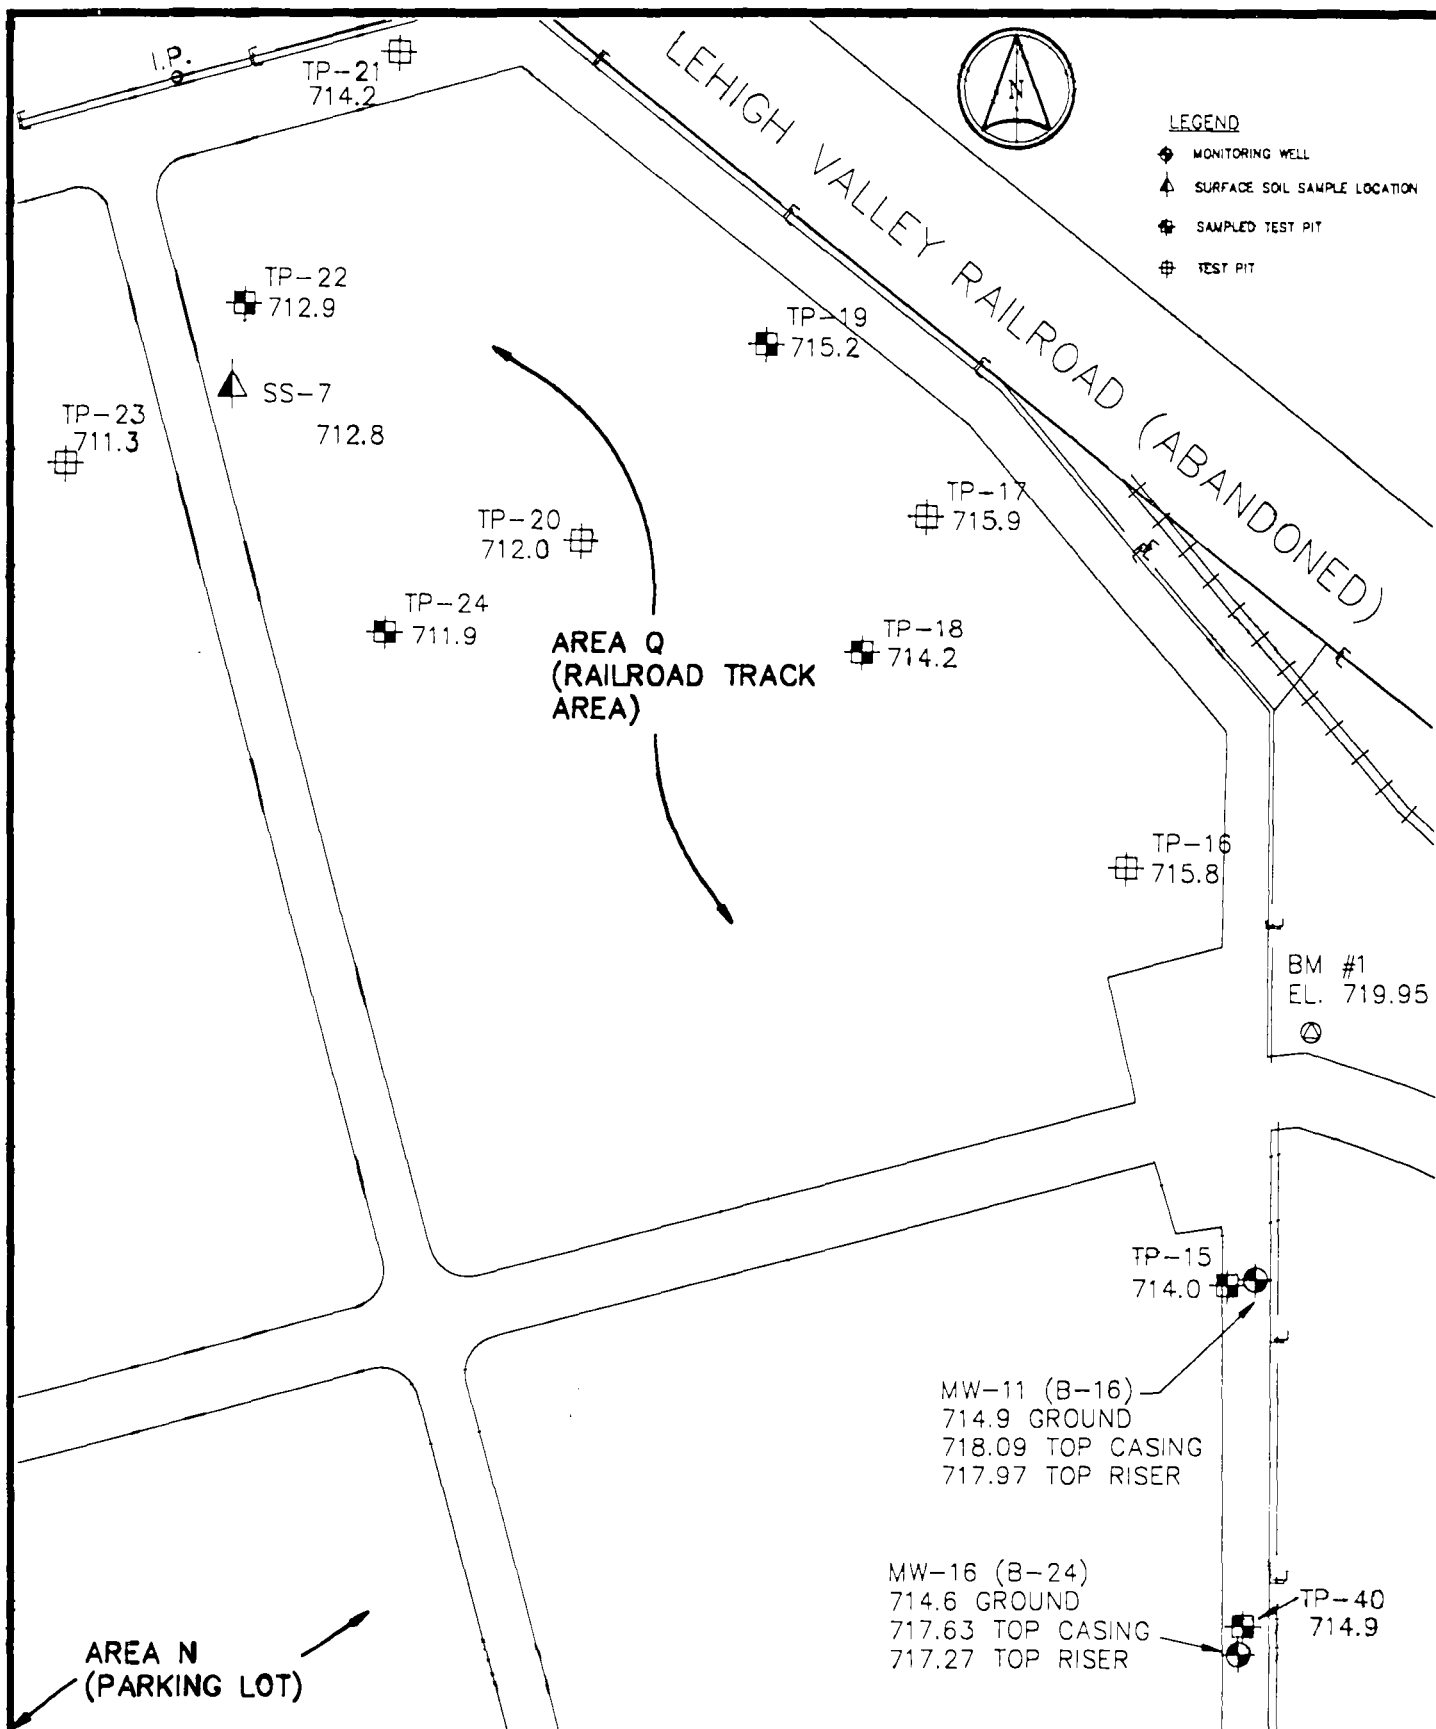 I.P.
TP-21
714.2
LEHIGH VALLEY RAILROAD (ABANDONED)
N
LEGEND
MONITORING WELL
SURFACE SOIL SAMPLE LOCATION
SAMPLED TEST PIT
TEST PIT
TP-22
712.9
TP-19
715.2
SS-7
712.8
TP-23
711.3
TP-17
715.9
TP-20
712.0
TP-24
711.9
TP-18
714.2
AREA Q
(RAILROAD TRACK
AREA)
TP-16
715.8
BM #1
EL. 719.95
TP-15
714.0
MW-11 (B-16)
714.9 GROUND
718.09 TOP CASING
717.97 TOP RISER
MW-16 (B-24)
714.6 GROUND
717.63 TOP CASING
717.27 TOP RISER
TP-40
714.9
AREA N
(PARKING LOT)